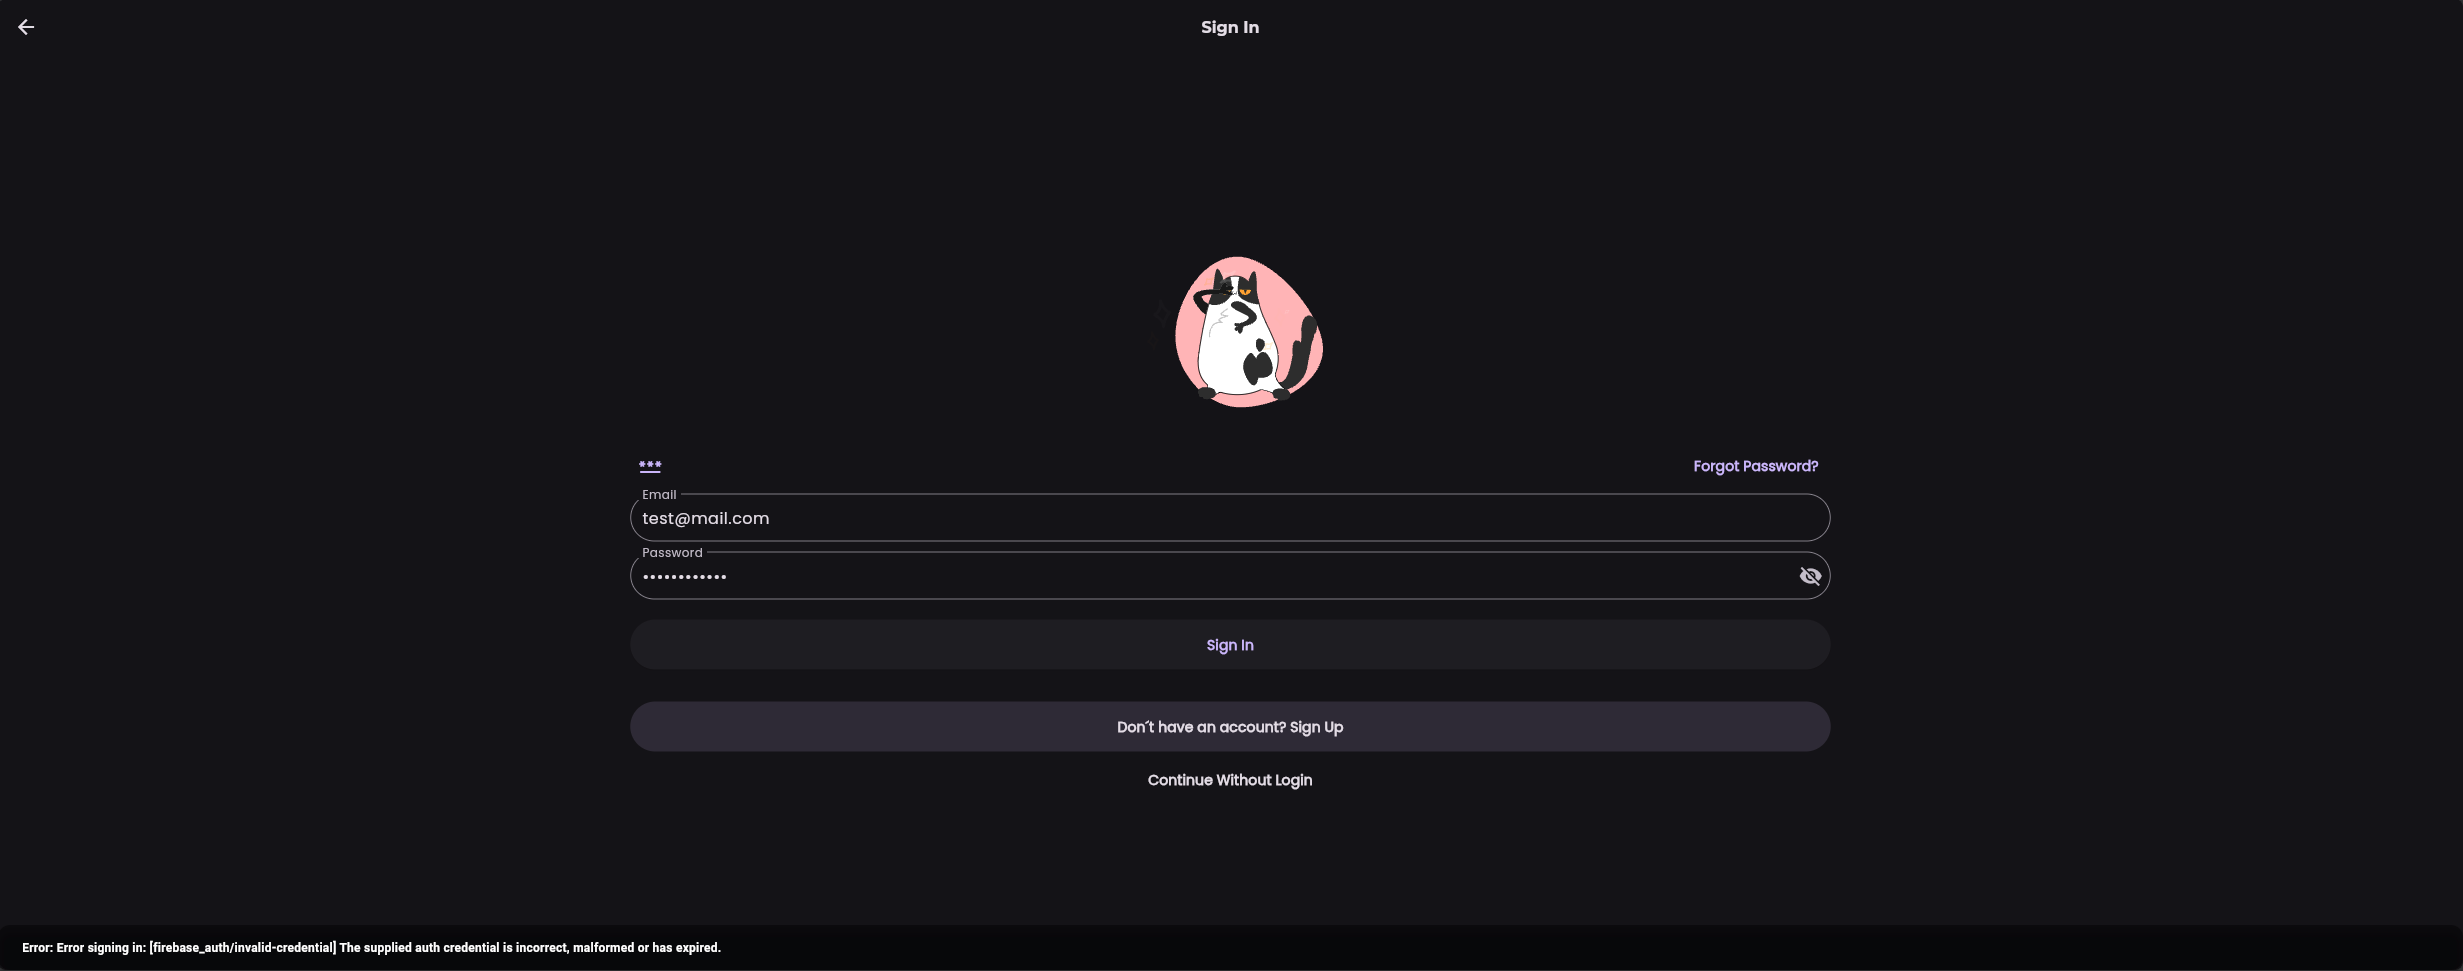 Sign In
***
Forgot Password?
Email
test@mail.com
Password
••••••••••••
Sign In
Don´t have an account? Sign Up
Continue Without Login
Error: Error signing in: [firebase_auth/invalid-credential] The supplied auth credential is incorrect, malformed or has expired.